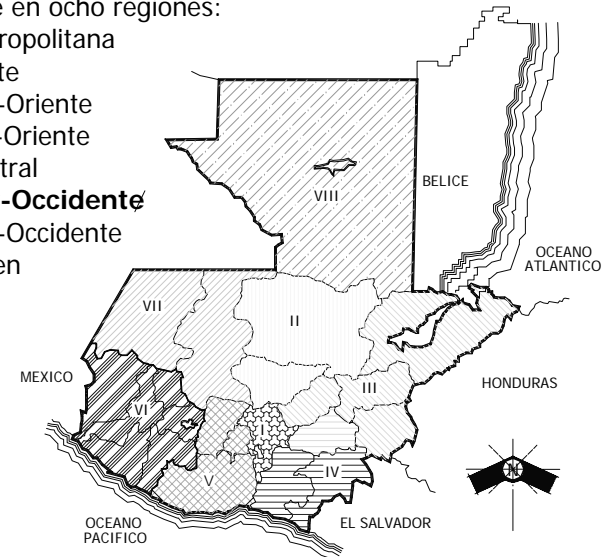 e en ocho regiones:
ropolitana
te
-Oriente
-Oriente
tral
-Occidente
-Occidente
en
VIII
BELICE
OCEANO
ATLANTICO
VII
II
MEXICO
III
HONDURAS
VI
I
V
IV
N
OCEANO
PACIFICO
EL SALVADOR